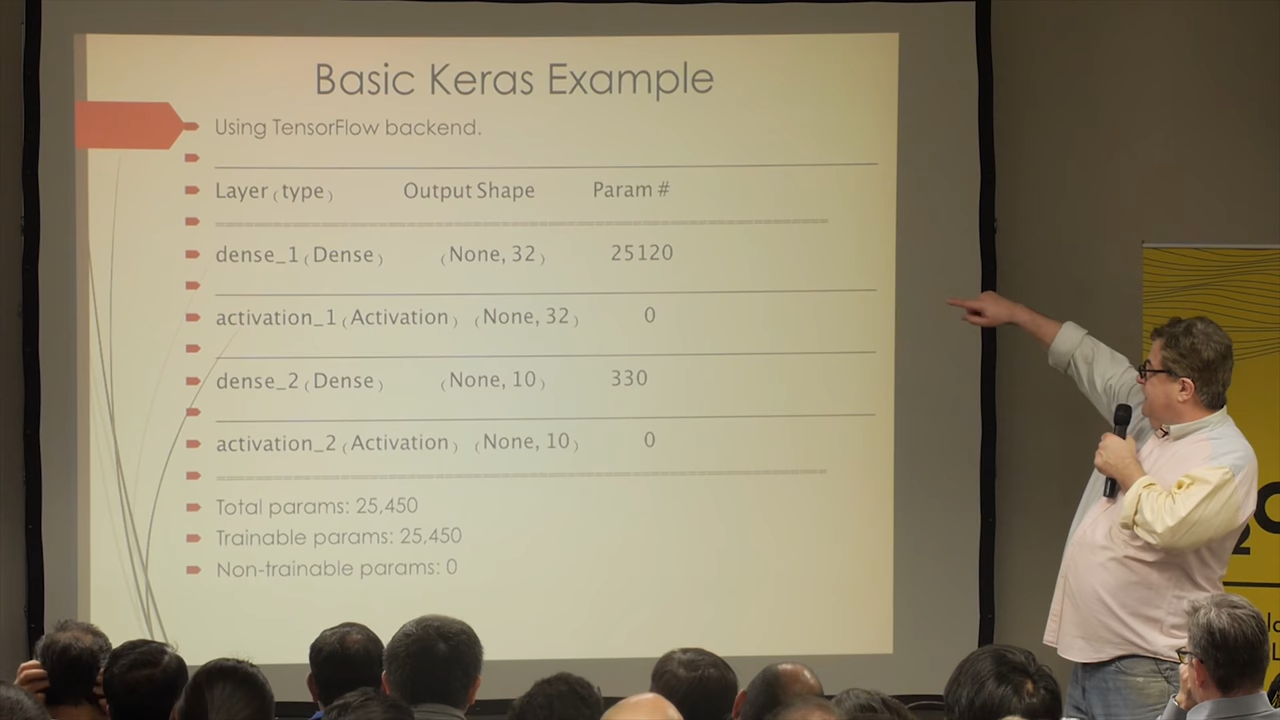 Basic Keras Example
Using TensorFlow backend.
Layer (type) Output Shape Param #
dense_1 (Dense) (None, 32) 25120
activation_1 (Activation) (None, 32) 0
dense_2 (Dense) (None, 10) 330
activation_2 (Activation) (None, 10) 0
Total params: 25,450
Trainable params: 25,450
Non-trainable params: 0